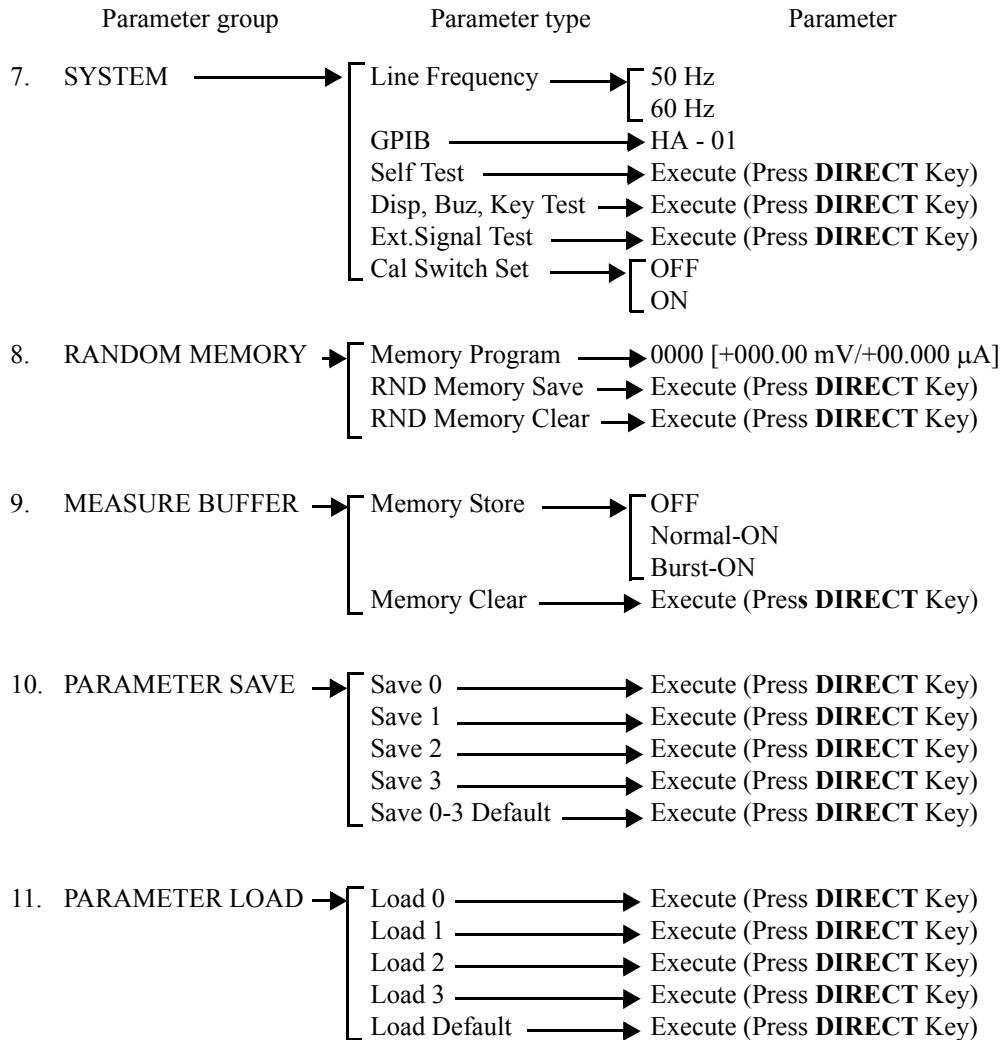 Parameter group Parameter type Parameter
7. SYSTEM Line Frequency 50 Hz
60 Hz
GPIB HA - 01
Self Test Execute (Press DIRECT Key)
Disp, Buz, Key Test Execute (Press DIRECT Key)
Ext.Signal Test Execute (Press DIRECT Key)
Cal Switch Set OFF
ON
8. RANDOM MEMORY Memory Program 0000 [+000.00 mV/+00.000 μA]
RND Memory Save Execute (Press DIRECT Key)
RND Memory Clear Execute (Press DIRECT Key)
9. MEASURE BUFFER Memory Store OFF
Normal-ON
Burst-ON
Memory Clear Execute (Press DIRECT Key)
10. PARAMETER SAVE Save 0 Execute (Press DIRECT Key)
Save 1 Execute (Press DIRECT Key)
Save 2 Execute (Press DIRECT Key)
Save 3 Execute (Press DIRECT Key)
Save 0-3 Default Execute (Press DIRECT Key)
11. PARAMETER LOAD Load 0 Execute (Press DIRECT Key)
Load 1 Execute (Press DIRECT Key)
Load 2 Execute (Press DIRECT Key)
Load 3 Execute (Press DIRECT Key)
Load Default Execute (Press DIRECT Key)